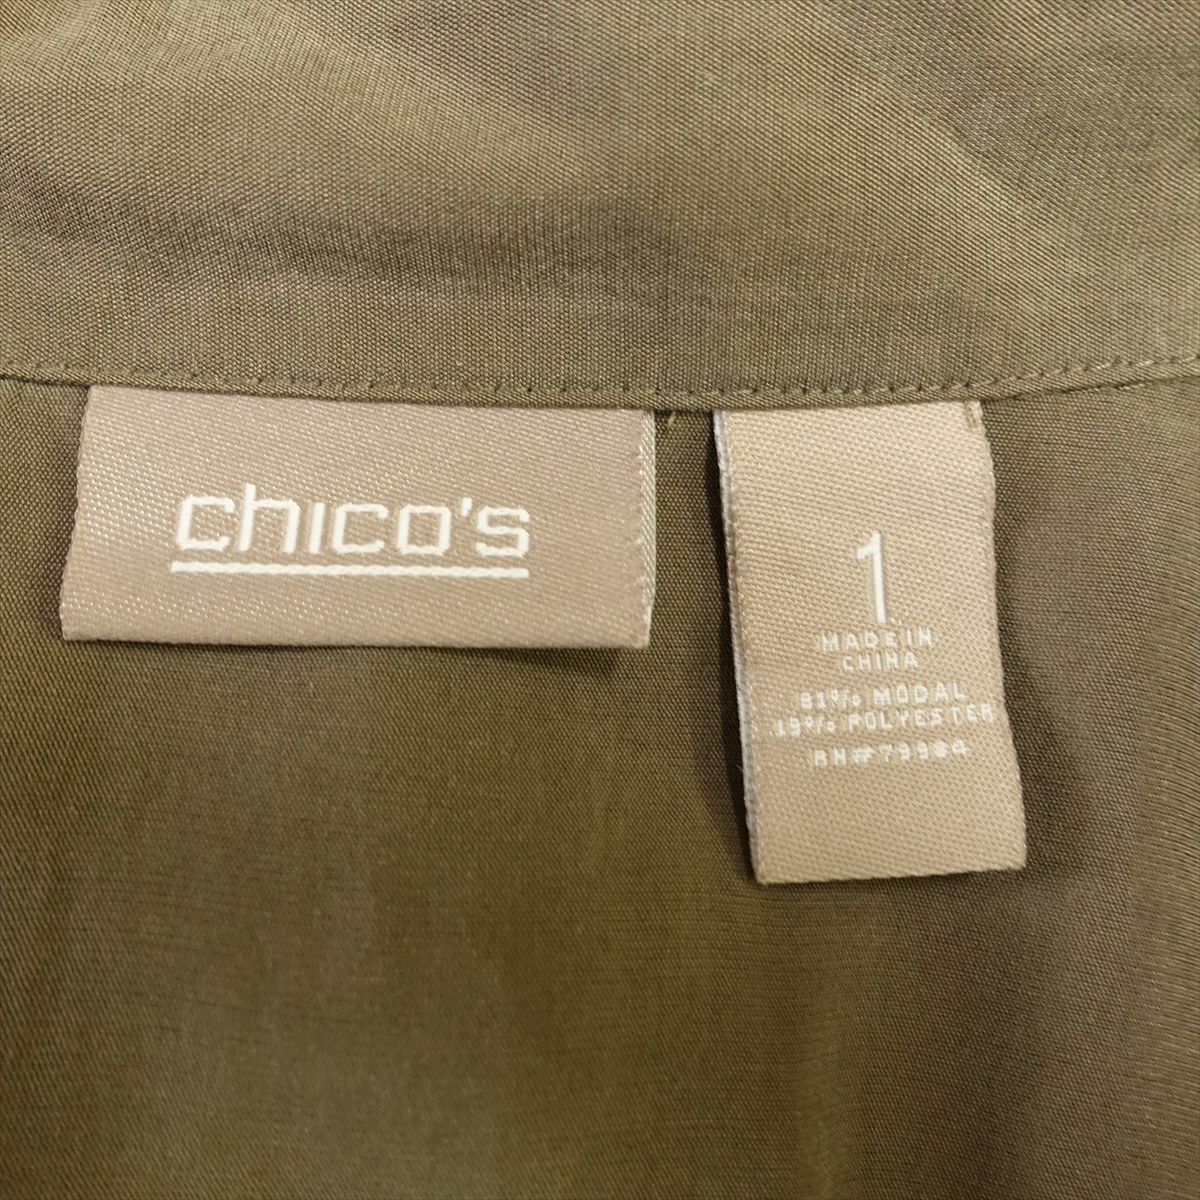 chico's
1
MADE IN
CHINA
81% MODAL
19% POLYESTER
RN#79984